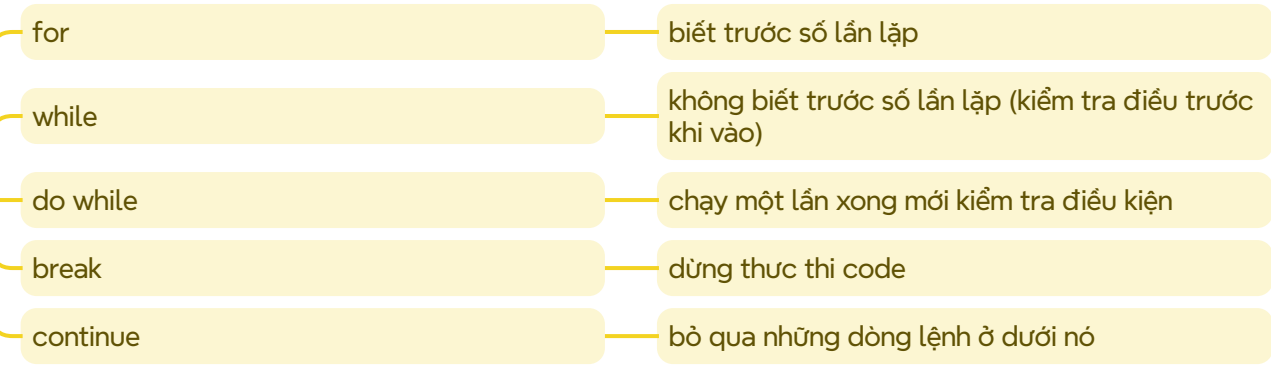 for
biết trước số lần lặp
while
không biết trước số lần lặp (kiểm tra điều trước
khi vào)
do while
chạy một lần xong mới kiểm tra điều kiện
break
dừng thưc thi code
continue
bỏ qua những dòng lệnh ở dưới nó